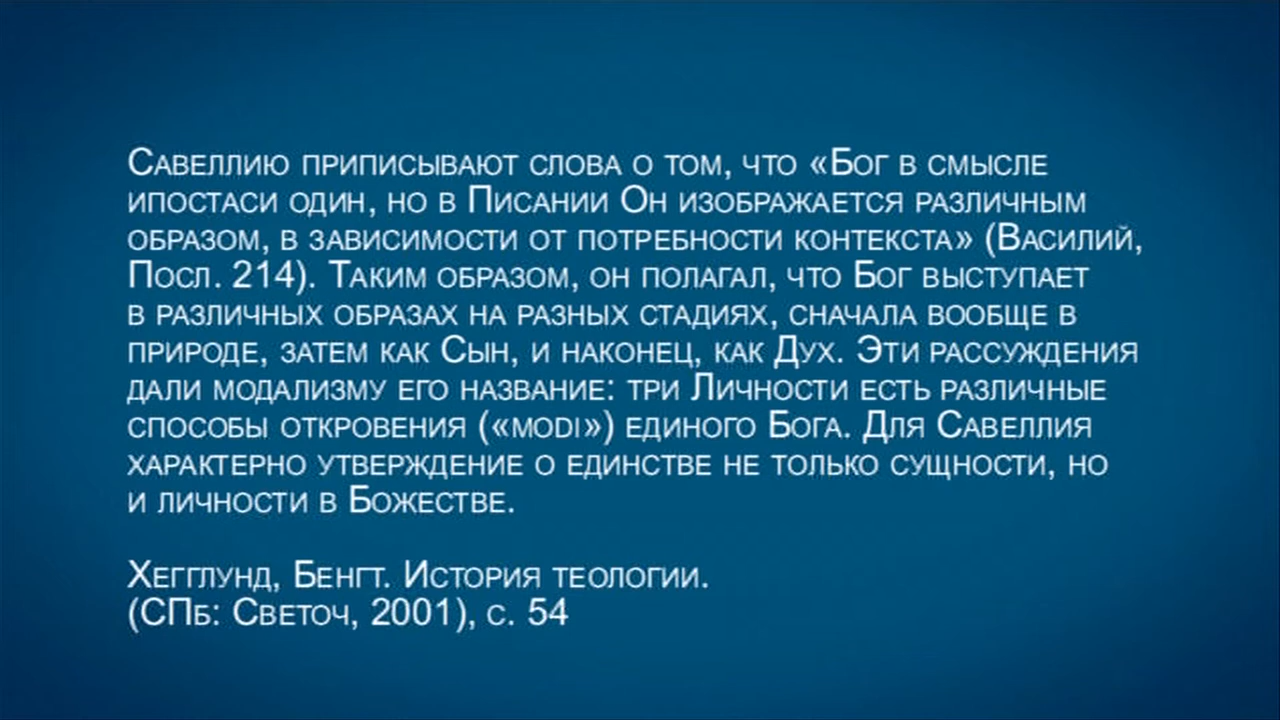 Савеллию приписывают слова о том, что «Бог в смысле
ипостаси один, но в Писании Он изображается различным
образом, в зависимости от потребности контекста» (Василий,
Посл. 214). Таким образом, он полагал, что Бог выступает
в различных образах на разных стадиях, сначала вообще в
природе, затем как Сын, и наконец, как Дух. Эти рассуждения
дали модализму его название: три Личности есть различные
способы откровения («modi») единого Бога. Для Савеллия
характерно утверждение о единстве не только сущности, но
и личности в Божестве.
Хегглунд, Бенгт. История теологии.
(СПб: Светоч, 2001), с. 54